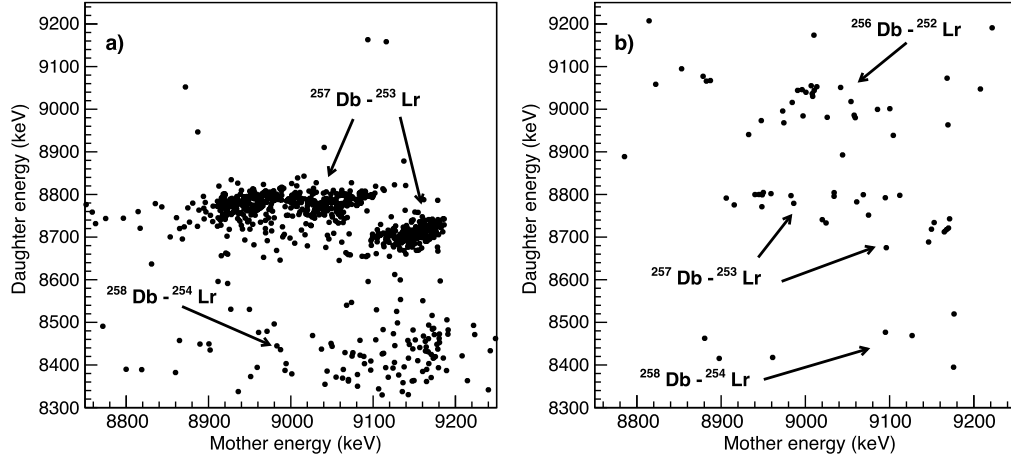 a)
²⁵⁷Db - ²⁵³Lr
²⁵⁸Db - ²⁵⁴Lr
Daughter energy (keV)
9200
9100
9000
8900
8800
8700
8600
8500
8400
8300
8800 8900 9000 9100 9200
Mother energy (keV)
b)
²⁵⁶Db - ²⁵²Lr
²⁵⁷Db - ²⁵³Lr
²⁵⁸Db - ²⁵⁴Lr
Daughter energy (keV)
9200
9100
9000
8900
8800
8700
8600
8500
8400
8300
8800 8900 9000 9100 9200
Mother energy (keV)